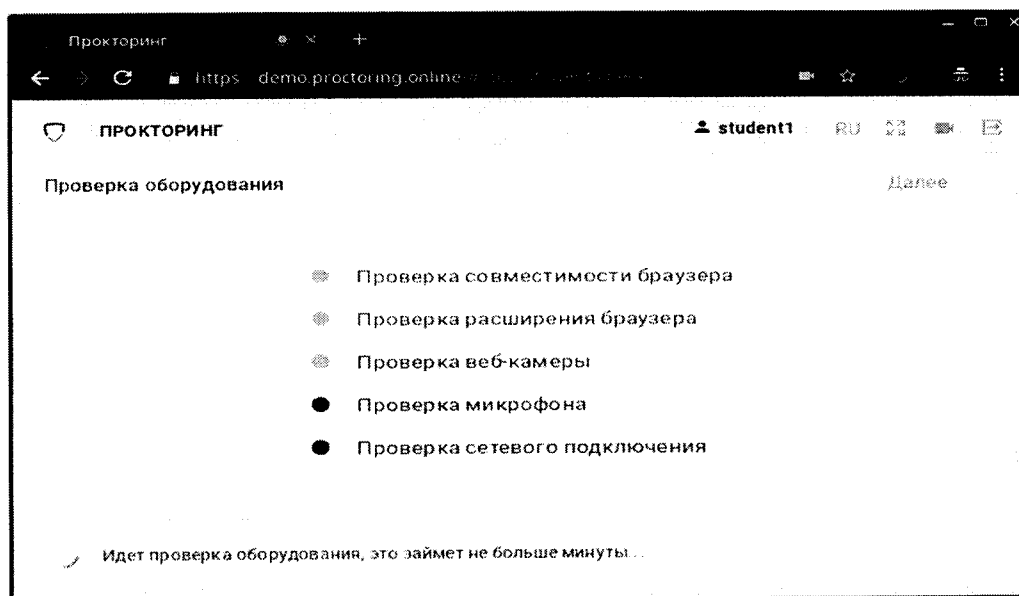 Прокторинг
https demo.proctoring.online
ПРОКТОРИНГ student1 RU
Проверка оборудования Далее
Проверка совместимости браузера
Проверка расширения браузера
Проверка веб-камеры
Проверка микрофона
Проверка сетевого подключения
Идет проверка оборудования, это займет не больше минуты...